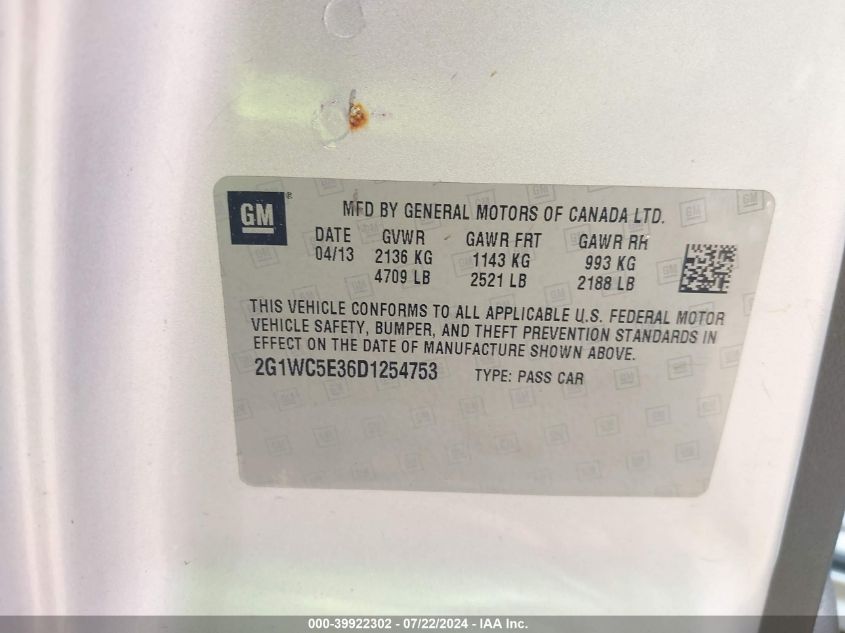 GM ®
MFD BY GENERAL MOTORS OF CANADA LTD.
DATE GVWR GAWR FRT GAWR RR
04/13 2136 KG 1143 KG 993 KG
4709 LB 2521 LB 2188 LB
THIS VEHICLE CONFORMS TO ALL APPLICABLE U.S. FEDERAL MOTOR
VEHICLE SAFETY, BUMPER, AND THEFT PREVENTION STANDARDS IN
EFFECT ON THE DATE OF MANUFACTURE SHOWN ABOVE.
2G1WC5E36D1254753 TYPE: PASS CAR
000-39922302 - 07/22/2024 - IAA Inc.